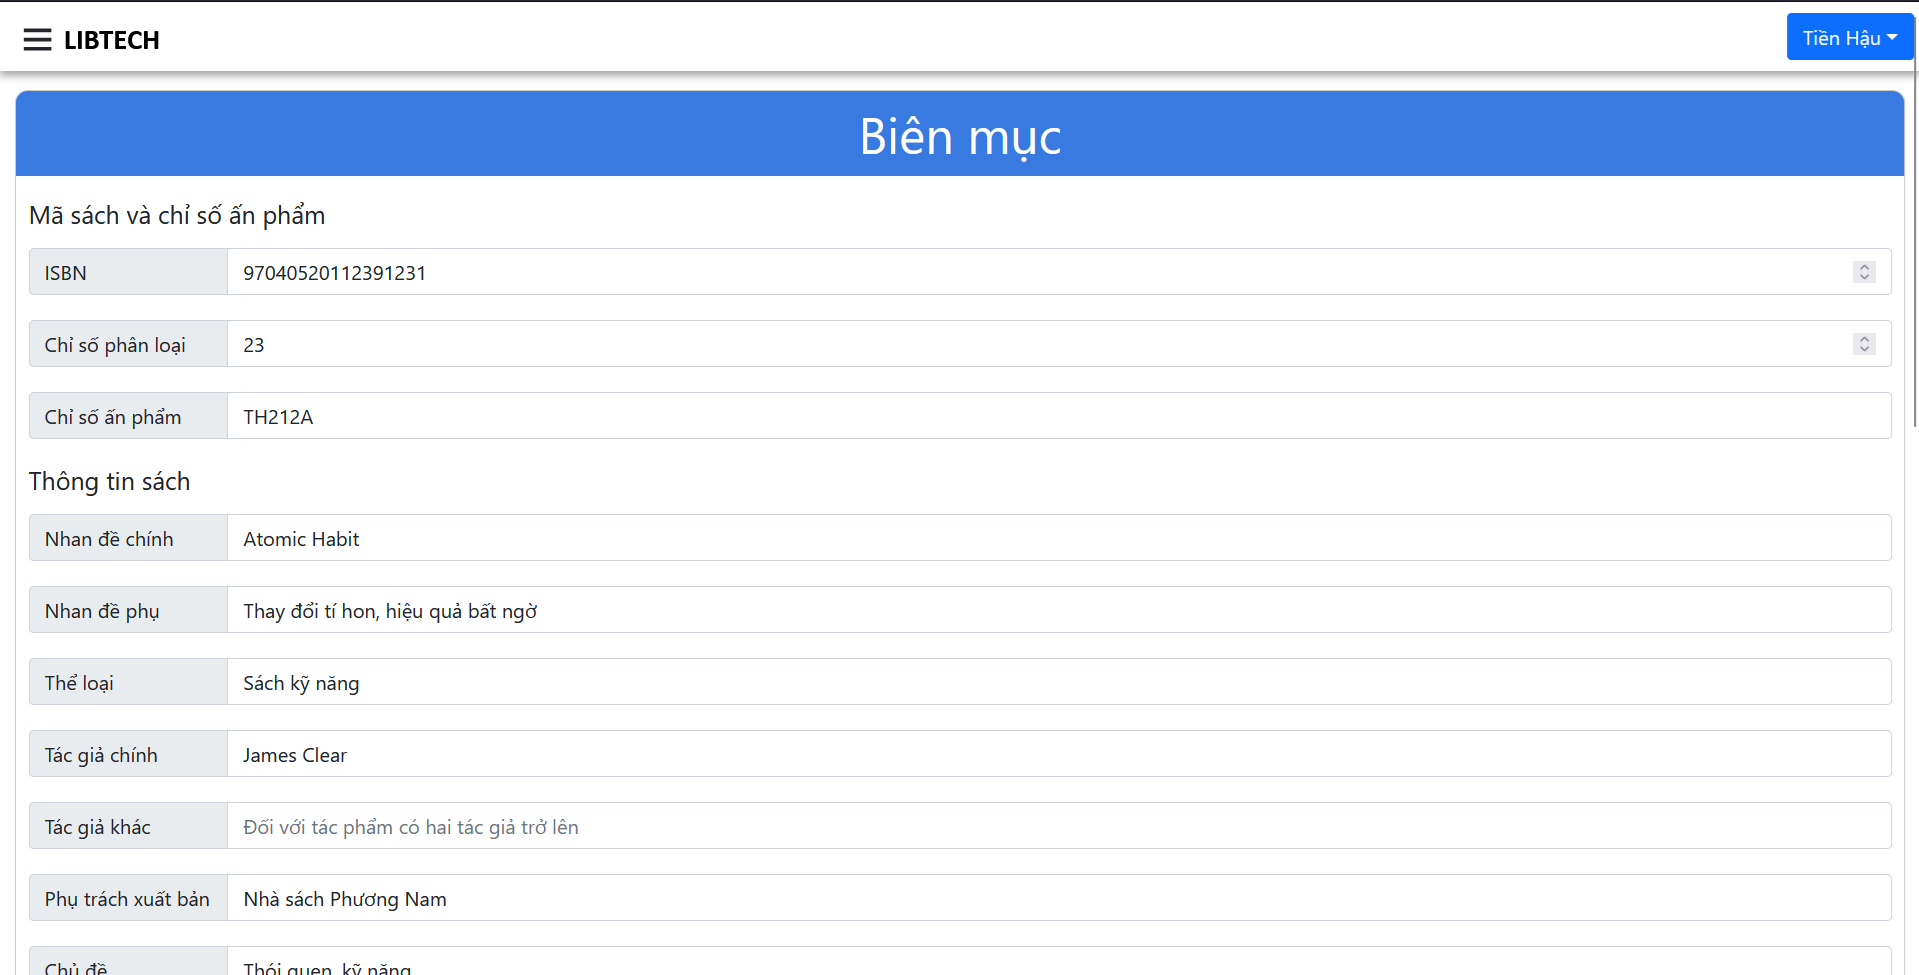 LIBTECH
Tiền Hậu
Biên mục
Mã sách và chỉ số ấn phẩm
ISBN 97040520112391231
Chỉ số phân loại 23
Chỉ số ấn phẩm TH212A
Thông tin sách
Nhan đề chính Atomic Habit
Nhan đề phụ Thay đổi tí hon, hiệu quả bất ngờ
Thể loại Sách kỹ năng
Tác giả chính James Clear
Tác giả khác Đối với tác phẩm có hai tác giả trở lên
Phụ trách xuất bản Nhà sách Phương Nam
Chủ đề Thói quen, kỹ năng